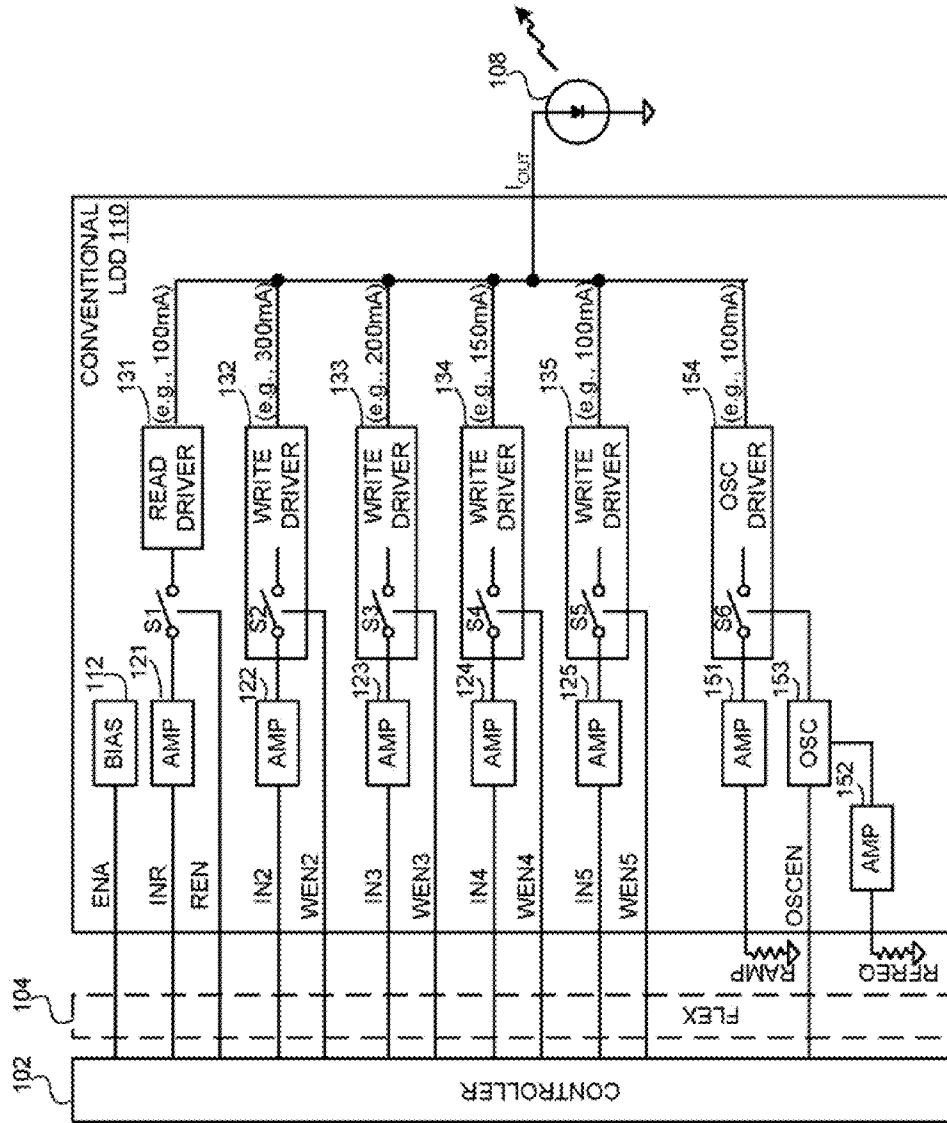 CONVENTIONAL
LDD 110
102
CONTROLLER
104
FLEX
108
IOUT
ENA
BIAS
112
INR
AMP
121
S1
READ
DRIVER
131
(e.g., 100mA)
REN
IN2
AMP
122
S2
WRITE
DRIVER
132
(e.g., 300mA)
WEN2
IN3
AMP
123
S3
WRITE
DRIVER
133
(e.g., 200mA)
WEN3
IN4
AMP
124
S4
WRITE
DRIVER
134
(e.g., 150mA)
WEN4
IN5
AMP
125
S5
WRITE
DRIVER
135
(e.g., 100mA)
WEN5
RAMP
AMP
151
S6
OSC
DRIVER
154
(e.g., 100mA)
OSCEN
OSC
153
RFREQ
AMP
152